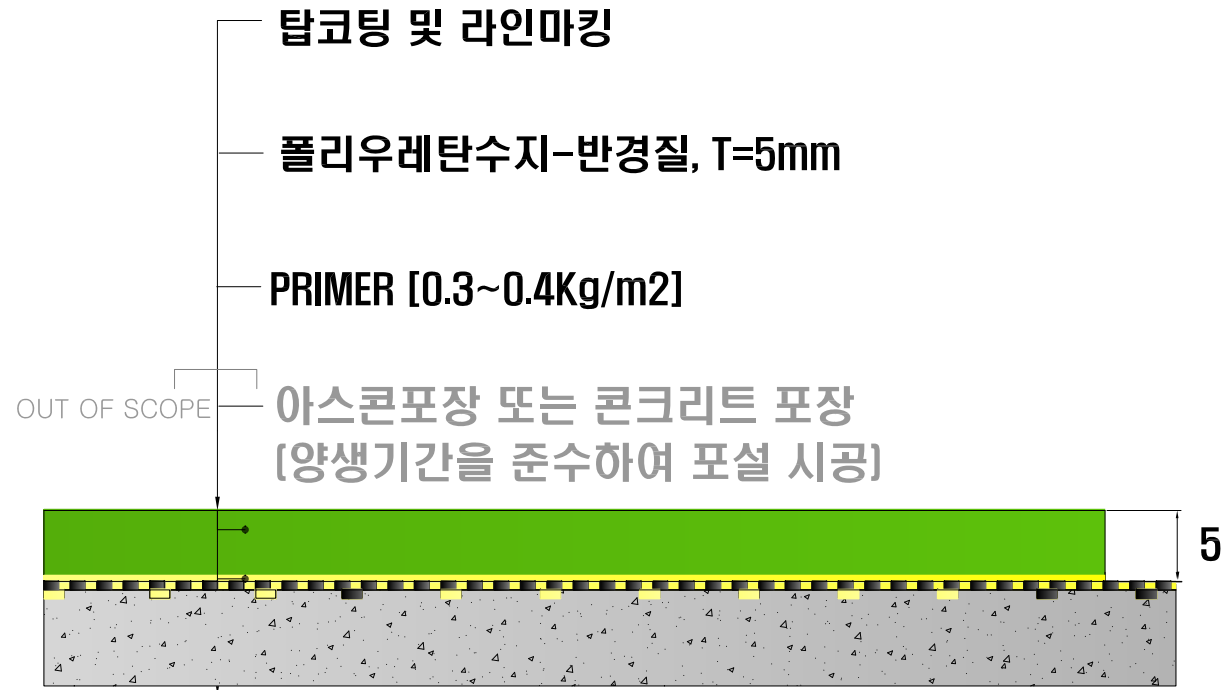 탑코팅 및 라인마킹
폴리우레탄수지-반경질, T=5mm
PRIMER [0.3~0.4Kg/m2]
OUT OF SCOPE
아스콘포장 또는 콘크리트 포장
(양생기간을 준수하여 포설 시공)
5